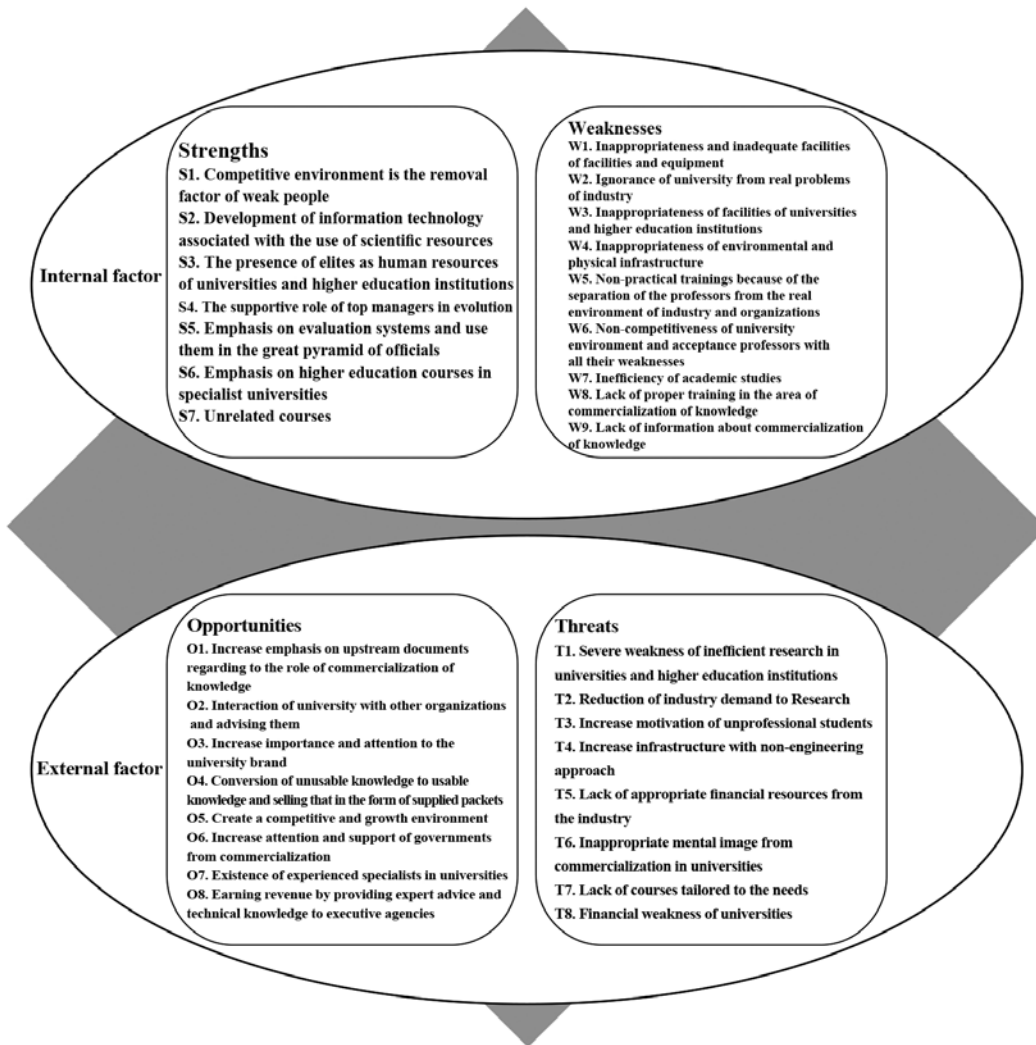 Internal factor
Strengths
S1. Competitive environment is the removal
factor of weak people
S2. Development of information technology
associated with the use of scientific resources
S3. The presence of elites as human resources
of universities and higher education institutions
S4. The supportive role of top managers in evolution
S5. Emphasis on evaluation systems and use
them in the great pyramid of officials
S6. Emphasis on higher education courses in
specialist universities
S7. Unrelated courses
Weaknesses
W1. Inappropriateness and inadequate facilities
of facilities and equipment
W2. Ignorance of university from real problems
of industry
W3. Inappropriateness of facilities of universities
and higher education institutions
W4. Inappropriateness of environmental and
physical infrastructure
W5. Non-practical trainings because of the
separation of the professors from the real
environment of industry and organizations
W6. Non-competitiveness of university
environment and acceptance professors with
all their weaknesses
W7. Inefficiency of academic studies
W8. Lack of proper training in the area of
commercialization of knowledge
W9. Lack of information about commercialization
of knowledge
External factor
Opportunities
O1. Increase emphasis on upstream documents
regarding to the role of commercialization of
knowledge
O2. Interaction of university with other organizations
and advising them
O3. Increase importance and attention to the
university brand
O4. Conversion of unusable knowledge to usable
knowledge and selling that in the form of supplied packets
O5. Create a competitive and growth environment
O6. Increase attention and support of governments
from commercialization
O7. Existence of experienced specialists in universities
O8. Earning revenue by providing expert advice and
technical knowledge to executive agencies
Threats
T1. Severe weakness of inefficient research in
universities and higher education institutions
T2. Reduction of industry demand to Research
T3. Increase motivation of unprofessional students
T4. Increase infrastructure with non-engineering
approach
T5. Lack of appropriate financial resources from
the industry
T6. Inappropriate mental image from
commercialization in universities
T7. Lack of courses tailored to the needs
T8. Financial weakness of universities